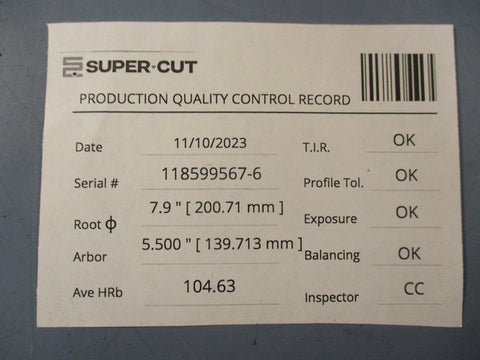 SUPER·CUT
PRODUCTION QUALITY CONTROL RECORD
Date 11/10/2023 T.I.R. OK
Serial # 118599567-6 Profile Tol. OK
Root ϕ 7.9 " [ 200.71 mm ] Exposure OK
Arbor 5.500 " [ 139.713 mm ] Balancing OK
Ave HRb 104.63 Inspector CC